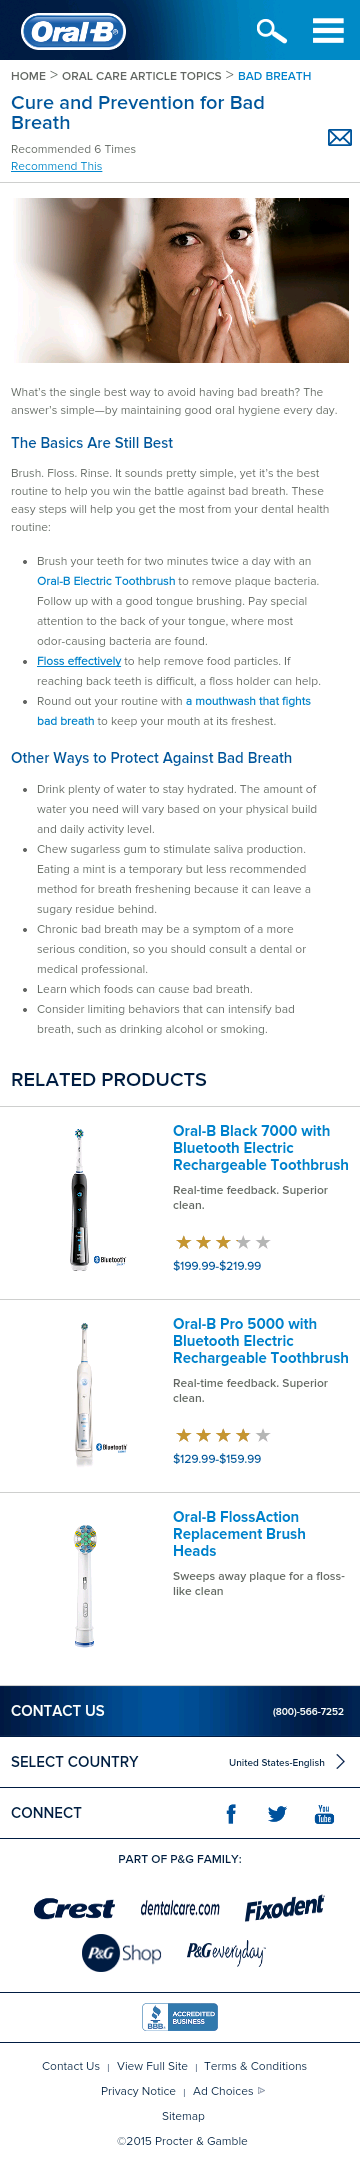 Oral-B
HOME > ORAL CARE ARTICLE TOPICS > BAD BREATH
Cure and Prevention for Bad
Breath
Recommended 6 Times
Recommend This
What's the single best way to avoid having bad breath? The
answer's simple—by maintaining good oral hygiene every day.
The Basics Are Still Best
Brush. Floss. Rinse. It sounds pretty simple, yet it's the best
routine to help you win the battle against bad breath. These
easy steps will help you get the most from your dental health
routine:
• Brush your teeth for two minutes twice a day with an
Oral-B Electric Toothbrush to remove plaque bacteria.
Follow up with a good tongue brushing. Pay special
attention to the back of your tongue, where most
odor-causing bacteria are found.
• Floss effectively to help remove food particles. If
reaching back teeth is difficult, a floss holder can help.
• Round out your routine with a mouthwash that fights
bad breath to keep your mouth at its freshest.
Other Ways to Protect Against Bad Breath
• Drink plenty of water to stay hydrated. The amount of
water you need will vary based on your physical build
and daily activity level.
• Chew sugarless gum to stimulate saliva production.
Eating a mint is a temporary but less recommended
method for breath freshening because it can leave a
sugary residue behind.
• Chronic bad breath may be a symptom of a more
serious condition, so you should consult a dental or
medical professional.
• Learn which foods can cause bad breath.
• Consider limiting behaviors that can intensify bad
breath, such as drinking alcohol or smoking.
RELATED PRODUCTS
Oral-B Black 7000 with
Bluetooth Electric
Rechargeable Toothbrush
Real-time feedback. Superior
clean.
Bluetooth
$199.99-$219.99
Oral-B Pro 5000 with
Bluetooth Electric
Rechargeable Toothbrush
Real-time feedback. Superior
clean.
Bluetooth
$129.99-$159.99
Oral-B FlossAction
Replacement Brush
Heads
Sweeps away plaque for a floss-
like clean
CONTACT US (800)-566-7252
SELECT COUNTRY United States-English
CONNECT f You Tube
PART OF P&G FAMILY:
Crest dentalcare.com Fixodent
P&G Shop P&G everyday
BBB ACCREDITED
BUSINESS
Contact Us | View Full Site | Terms & Conditions
Privacy Notice | Ad Choices
Sitemap
©2015 Procter & Gamble